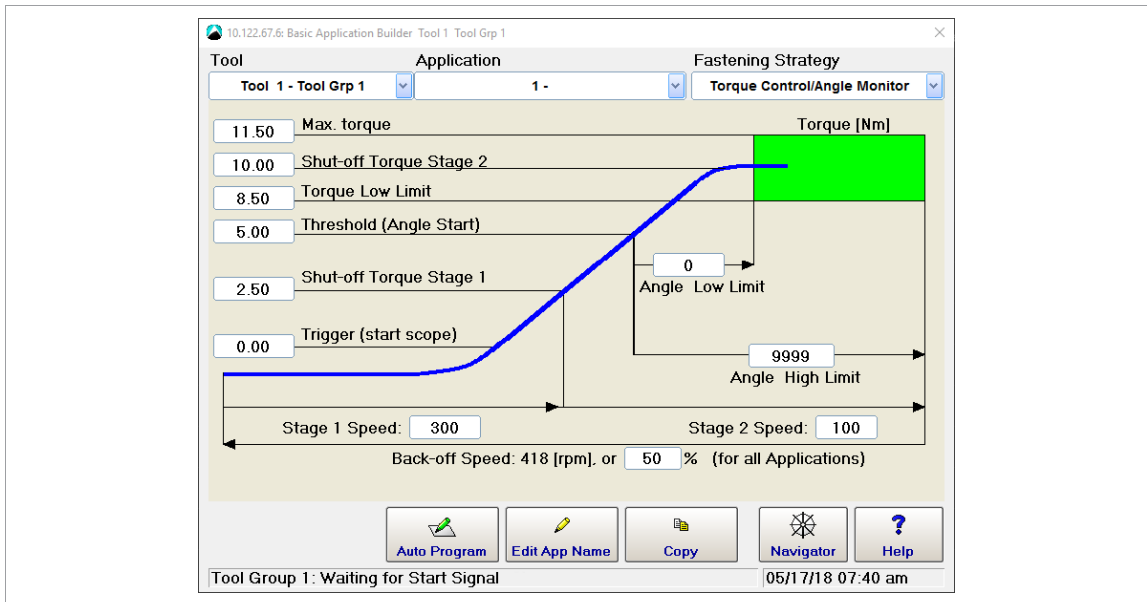 10.122.67.6: Basic Application Builder Tool 1 Tool Grp 1
Tool Application Fastening Strategy
Tool 1 - Tool Grp 1 1 - Torque Control/Angle Monitor
11.50 Max. torque Torque [Nm]
10.00 Shut-off Torque Stage 2
8.50 Torque Low Limit
5.00 Threshold (Angle Start)
0
Angle Low Limit
2.50 Shut-off Torque Stage 1
0.00 Trigger (start scope)
9999
Angle High Limit
Stage 1 Speed: 300 Stage 2 Speed: 100
Back-off Speed: 418 [rpm], or 50 % (for all Applications)
Auto Program Edit App Name Copy Navigator Help
Tool Group 1: Waiting for Start Signal 05/17/18 07:40 am